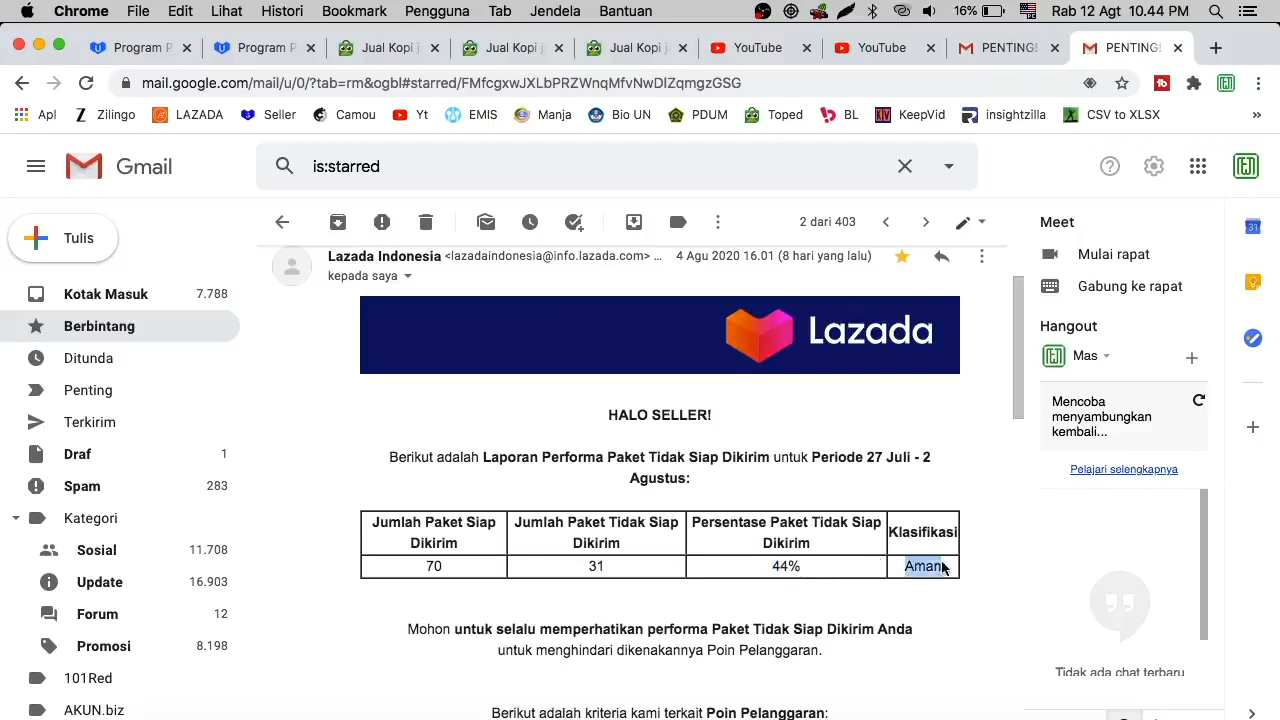 Chrome File Edit Lihat Histori Bookmark Pengguna Tab Jendela Bantuan 16% Rab 12 Agt 10.44 PM
Program P Program P Jual Kopi j Jual Kopi j Jual Kopi j YouTube YouTube PENTING! PENTING!
mail.google.com/mail/u/0/?tab=rm&ogbl#starred/FMfcgxwJXLbPRZWnqMfvNwDlZqmgzGSG
Apl Zilingo LAZADA Seller Camou Yt EMIS Manja Bio UN PDUM Toped BL KeepVid insightzilla CSV to XLSX
Gmail
is:starred
Tulis
2 dari 403
Meet
Mulai rapat
Gabung ke rapat
Hangout
Mas
Mencoba
menyambungkan
kembali...
Pelajari selengkapnya
Tidak ada chat terbaru
Kotak Masuk 7.788
Berbintang
Ditunda
Penting
Terkirim
Draf 1
Spam 283
Kategori
Sosial 11.708
Update 16.903
Forum 12
Promosi 8.198
101Red
AKUN.biz
Lazada Indonesia <lazadaindonesia@info.lazada.com> ... 4 Agu 2020 16.01 (8 hari yang lalu)
kepada saya
Lazada
HALO SELLER!
Berikut adalah Laporan Performa Paket Tidak Siap Dikirim untuk Periode 27 Juli - 2
Agustus:
Jumlah Paket Siap Dikirim Jumlah Paket Tidak Siap Dikirim Persentase Paket Tidak Siap Dikirim Klasifikasi
70 31 44% Aman
Mohon untuk selalu memperhatikan performa Paket Tidak Siap Dikirim Anda
untuk menghindari dikenakannya Poin Pelanggaran.
Berikut adalah kriteria kami terkait Poin Pelanggaran: